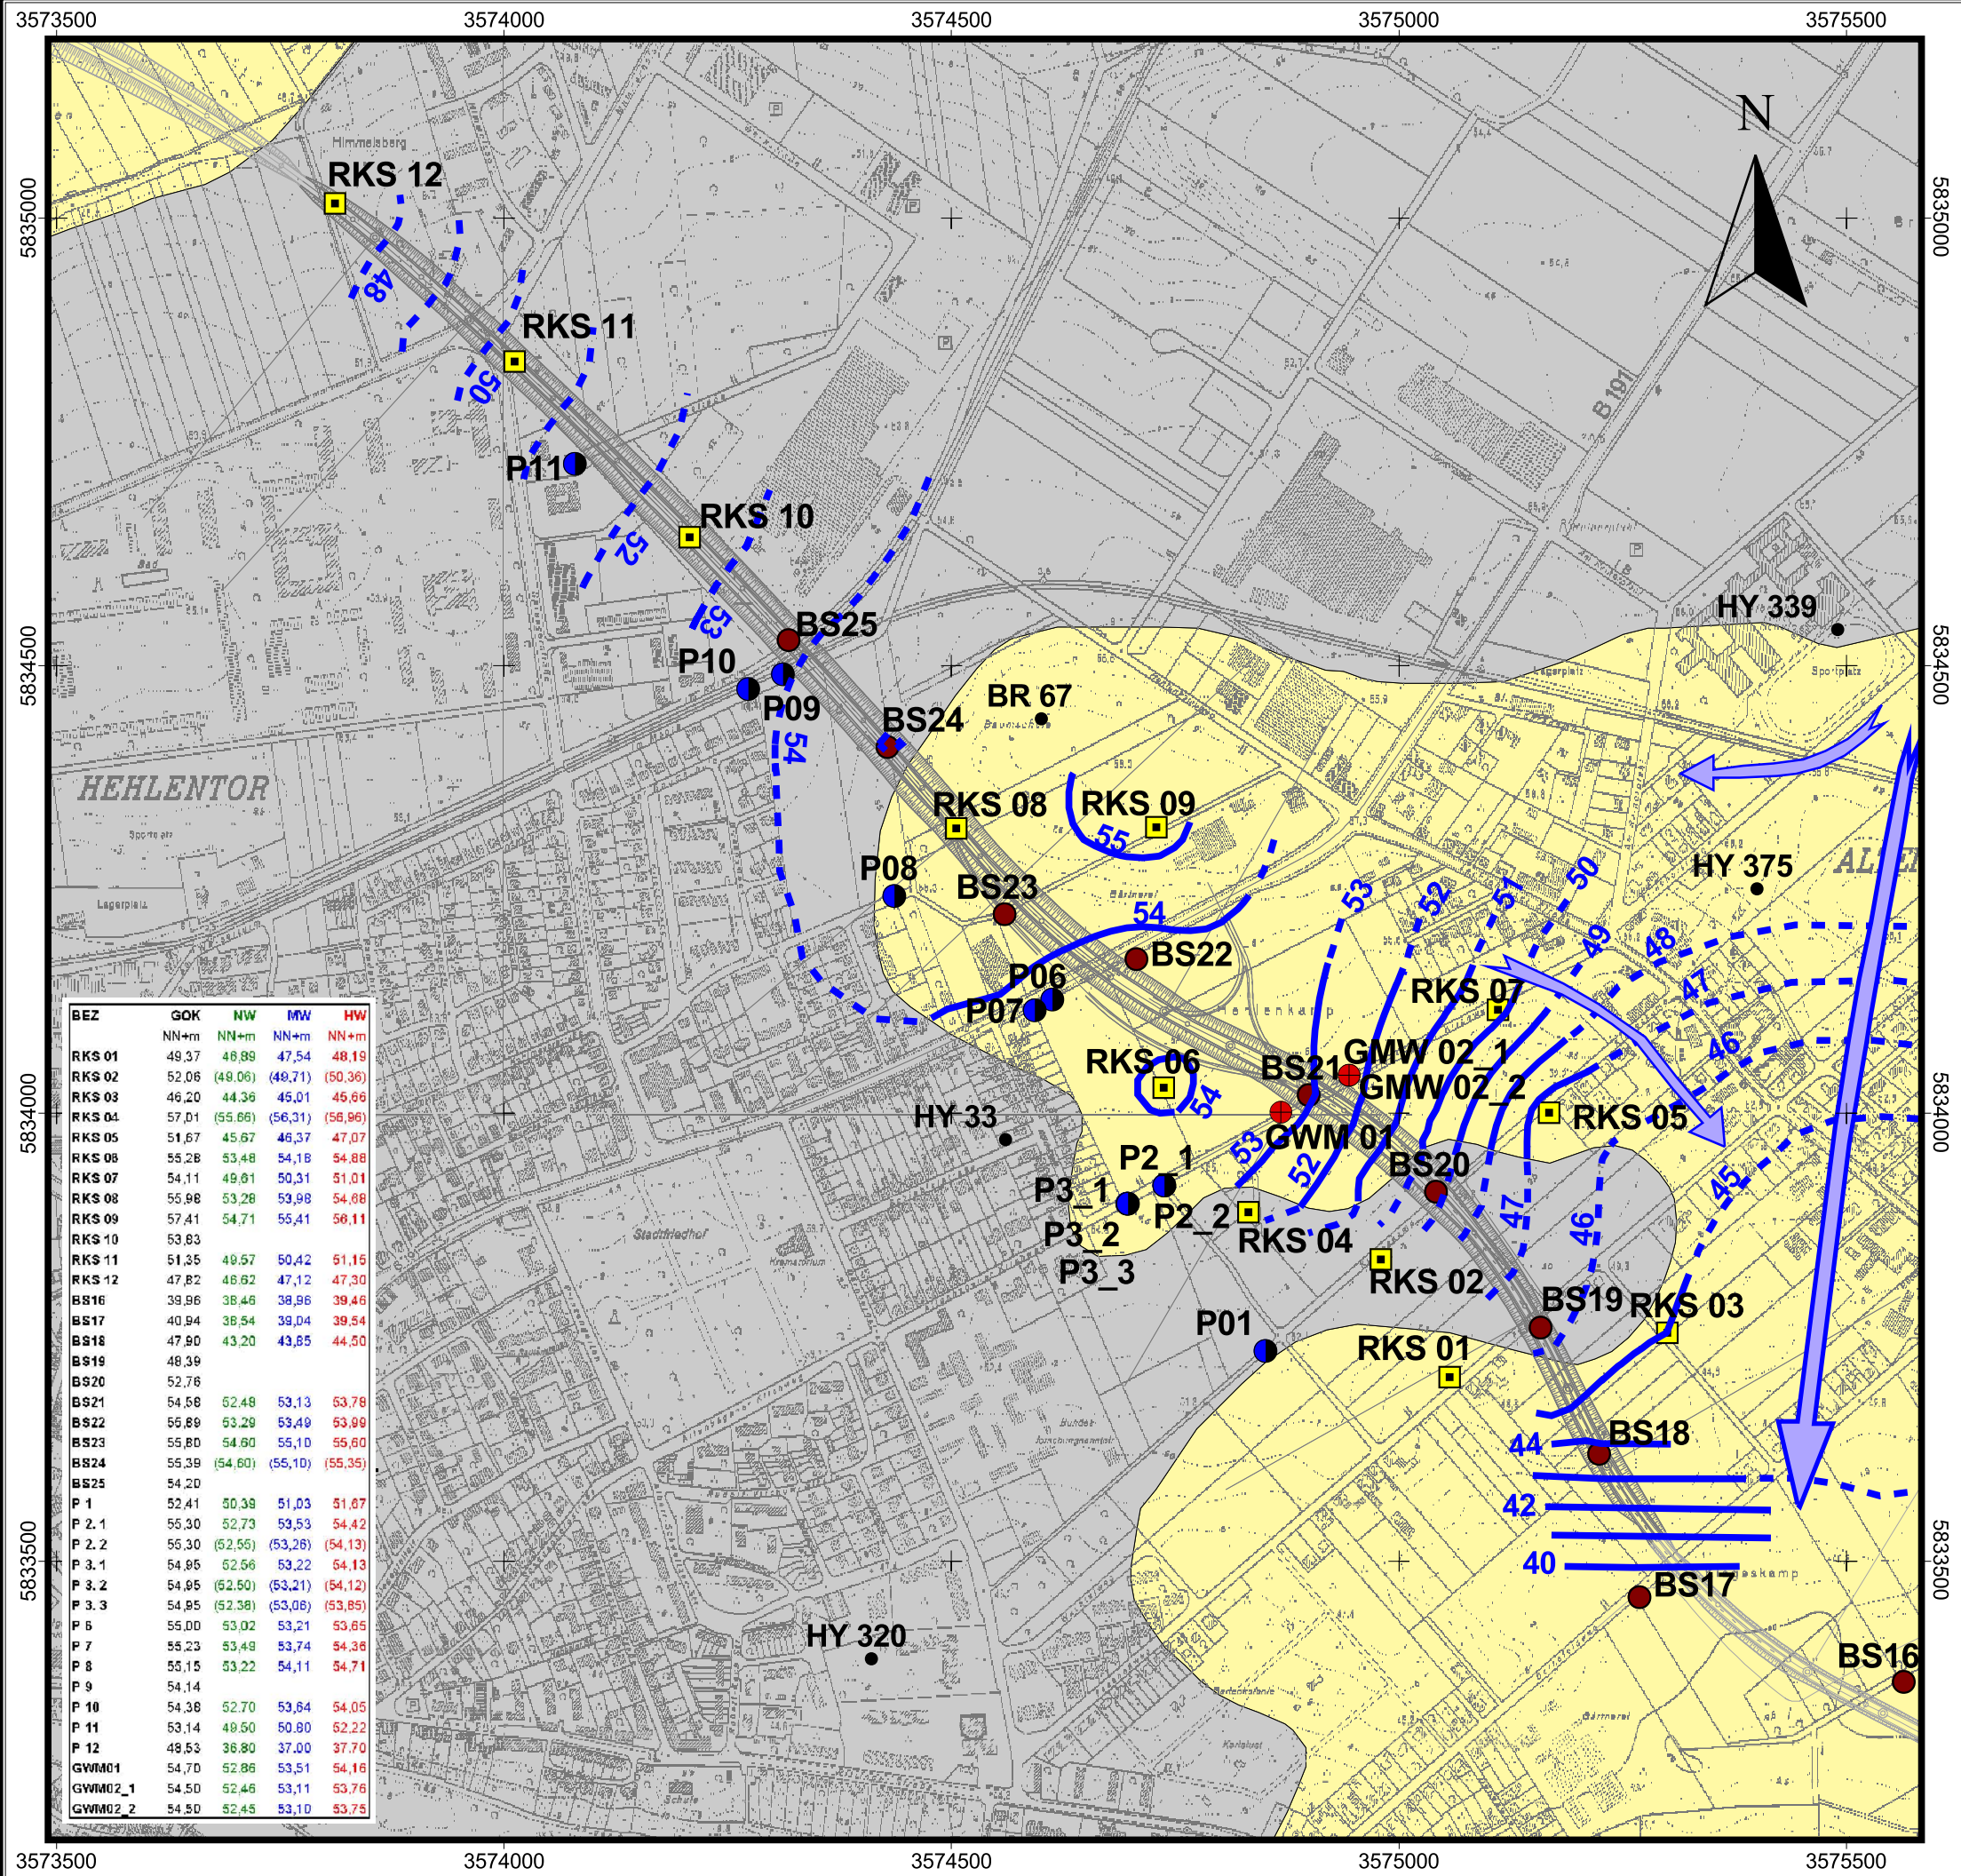 3573500 3574000 3574500 3575000 3575500
N
5835000 5835000
Himmelsberg
RKS 12
48
RKS 11
50
B 191
P11
RKS 10
52
53
HY 339
BS25
5834500 5834500
P10
P09
BR 67
Lagerplatz
Sportplatz
BS24
54
HEHLENTOR
RKS 08
RKS 09
55
P08
BS23
Gärtnerei
HY 375
53
52
51
50
54
49
48
Lagerplatz
BS22
P06
P07
RKS 07
47
46
RKS 06
54
BS21
GMW 02_1
GMW 02_2
5834000 5834000
HY 33
GWM 01
RKS 05
P2_1
53
52
BS20
P3_1
P3_2
P3_3
P2_2
RKS 04
47
46
45
Stadtfriedhof
RKS 02
P01
BS19
RKS 03
RKS 01
44
BS18
42
40
5833500 5833500
BS17
HY 320
BS16
Gärtnerei
Schule
BEZ GOK NW MW HW
NN+m NN+m NN+m NN+m
RKS 01 49,37 46,89 47,54 48,19
RKS 02 52,06 (49,06) (49,71) (50,36)
RKS 03 46,20 44,36 45,01 45,66
RKS 04 57,01 (55,66) (56,31) (56,96)
RKS 05 51,67 45,67 46,37 47,07
RKS 06 55,28 53,48 54,18 54,88
RKS 07 54,11 49,61 50,31 51,01
RKS 08 55,98 53,28 53,98 54,68
RKS 09 57,41 54,71 55,41 56,11
RKS 10 53,83
RKS 11 51,35 49,57 50,42 51,15
RKS 12 47,82 46,62 47,12 47,30
BS16 39,96 38,46 38,96 39,46
BS17 40,94 38,54 39,04 39,54
BS18 47,90 43,20 43,85 44,50
BS19 48,39
BS20 52,76
BS21 54,58 52,48 53,13 53,78
BS22 55,89 53,29 53,49 53,99
BS23 55,80 54,60 55,10 55,60
BS24 55,39 (54,60) (55,10) (55,35)
BS25 54,20
P 1 52,41 50,39 51,03 51,67
P 2.1 55,30 52,73 53,53 54,42
P 2.2 55,30 (52,55) (53,26) (54,13)
P 3.1 54,95 52,56 53,22 54,13
P 3.2 54,95 (52,50) (53,21) (54,12)
P 3.3 54,95 (52,38) (53,06) (53,85)
P 6 55,00 53,02 53,21 53,65
P 7 55,23 53,49 53,74 54,36
P 8 55,15 53,22 54,11 54,71
P 9 54,14
P 10 54,38 52,70 53,64 54,05
P 11 53,14 49,50 50,80 52,22
P 12 48,53 36,80 37,00 37,70
GWM01 54,70 52,86 53,51 54,16
GWM02_1 54,50 52,46 53,11 53,76
GWM02_2 54,50 52,45 53,10 53,75
3573500 3574000 3574500 3575000 3575500